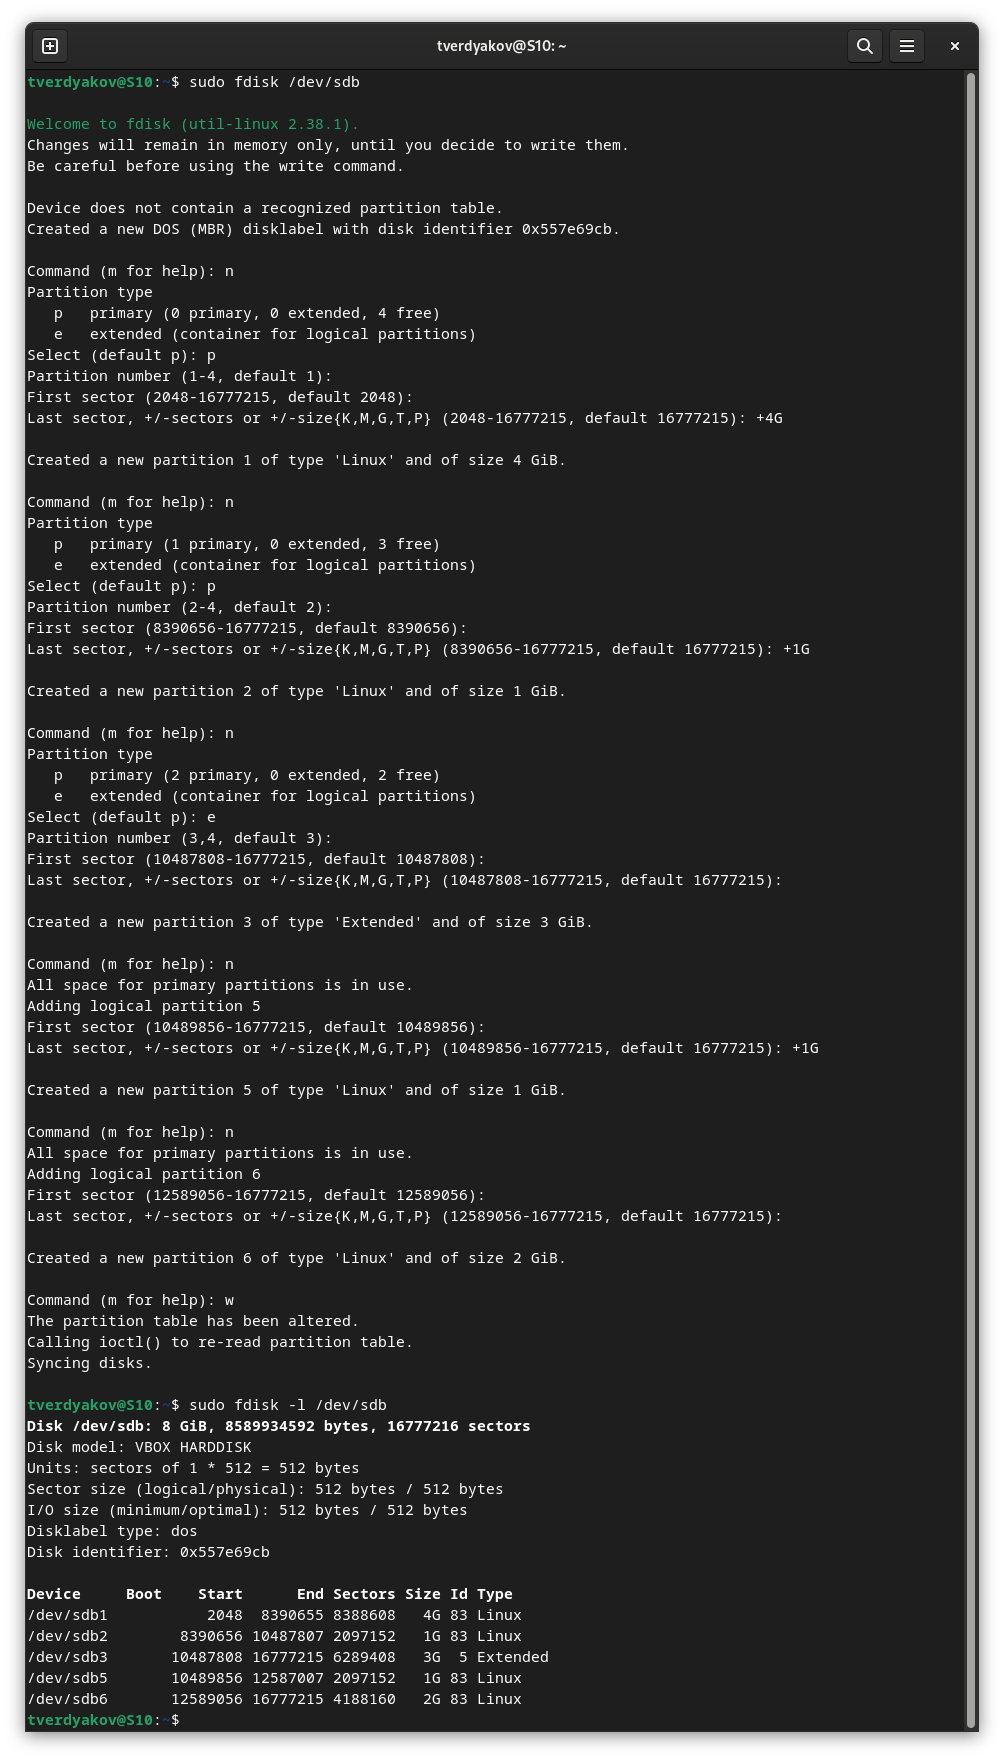 tverdyakov@S10: ~
tverdyakov@S10:~$ sudo fdisk /dev/sdb
Welcome to fdisk (util-linux 2.38.1).
Changes will remain in memory only, until you decide to write them.
Be careful before using the write command.
Device does not contain a recognized partition table.
Created a new DOS (MBR) disklabel with disk identifier 0x557e69cb.
Command (m for help): n
Partition type
   p   primary (0 primary, 0 extended, 4 free)
   e   extended (container for logical partitions)
Select (default p): p
Partition number (1-4, default 1):
First sector (2048-16777215, default 2048):
Last sector, +/-sectors or +/-size{K,M,G,T,P} (2048-16777215, default 16777215): +4G
Created a new partition 1 of type 'Linux' and of size 4 GiB.
Command (m for help): n
Partition type
   p   primary (1 primary, 0 extended, 3 free)
   e   extended (container for logical partitions)
Select (default p): p
Partition number (2-4, default 2):
First sector (8390656-16777215, default 8390656):
Last sector, +/-sectors or +/-size{K,M,G,T,P} (8390656-16777215, default 16777215): +1G
Created a new partition 2 of type 'Linux' and of size 1 GiB.
Command (m for help): n
Partition type
   p   primary (2 primary, 0 extended, 2 free)
   e   extended (container for logical partitions)
Select (default p): e
Partition number (3,4, default 3):
First sector (10487808-16777215, default 10487808):
Last sector, +/-sectors or +/-size{K,M,G,T,P} (10487808-16777215, default 16777215):
Created a new partition 3 of type 'Extended' and of size 3 GiB.
Command (m for help): n
All space for primary partitions is in use.
Adding logical partition 5
First sector (10489856-16777215, default 10489856):
Last sector, +/-sectors or +/-size{K,M,G,T,P} (10489856-16777215, default 16777215): +1G
Created a new partition 5 of type 'Linux' and of size 1 GiB.
Command (m for help): n
All space for primary partitions is in use.
Adding logical partition 6
First sector (12589056-16777215, default 12589056):
Last sector, +/-sectors or +/-size{K,M,G,T,P} (12589056-16777215, default 16777215):
Created a new partition 6 of type 'Linux' and of size 2 GiB.
Command (m for help): w
The partition table has been altered.
Calling ioctl() to re-read partition table.
Syncing disks.
tverdyakov@S10:~$ sudo fdisk -l /dev/sdb
Disk /dev/sdb: 8 GiB, 8589934592 bytes, 16777216 sectors
Disk model: VBOX HARDDISK
Units: sectors of 1 * 512 = 512 bytes
Sector size (logical/physical): 512 bytes / 512 bytes
I/O size (minimum/optimal): 512 bytes / 512 bytes
Disklabel type: dos
Disk identifier: 0x557e69cb
Device     Boot    Start      End Sectors Size Id Type
/dev/sdb1           2048  8390655 8388608   4G 83 Linux
/dev/sdb2        8390656 10487807 2097152   1G 83 Linux
/dev/sdb3       10487808 16777215 6289408   3G  5 Extended
/dev/sdb5       10489856 12587007 2097152   1G 83 Linux
/dev/sdb6       12589056 16777215 4188160   2G 83 Linux
tverdyakov@S10:~$